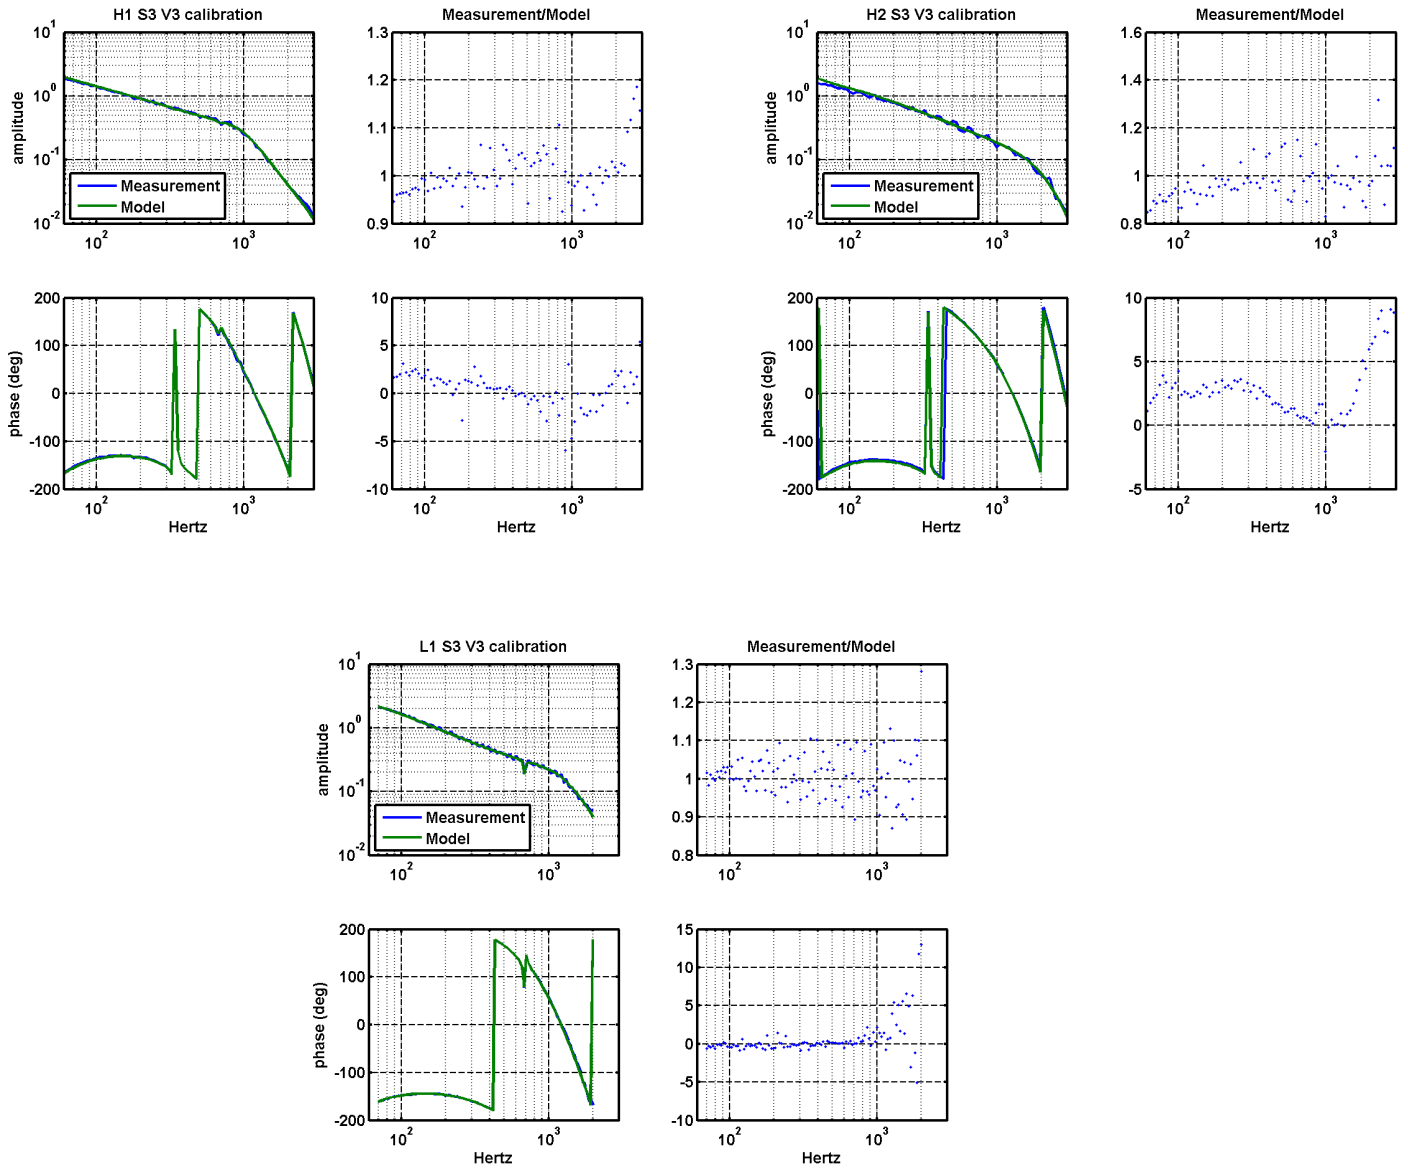 H1 S3 V3 calibration
Measurement/Model
10^1
10^0
10^-1
10^-2
amplitude
Measurement
Model
10^2 10^3
1.3
1.2
1.1
1
0.9
10^2 10^3
H2 S3 V3 calibration
Measurement/Model
10^1
10^0
10^-1
10^-2
amplitude
Measurement
Model
10^2 10^3
1.6
1.4
1.2
1
0.8
10^2 10^3
200
100
0
-100
-200
phase (deg)
10^2 10^3
Hertz
10
5
0
-5
-10
10^2 10^3
Hertz
200
100
0
-100
-200
phase (deg)
10^2 10^3
Hertz
10
5
0
-5
10^2 10^3
Hertz
L1 S3 V3 calibration
Measurement/Model
10^1
10^0
10^-1
10^-2
amplitude
Measurement
Model
10^2 10^3
1.3
1.2
1.1
1
0.9
0.8
10^2 10^3
200
100
0
-100
-200
phase (deg)
10^2 10^3
Hertz
15
10
5
0
-5
-10
10^2 10^3
Hertz